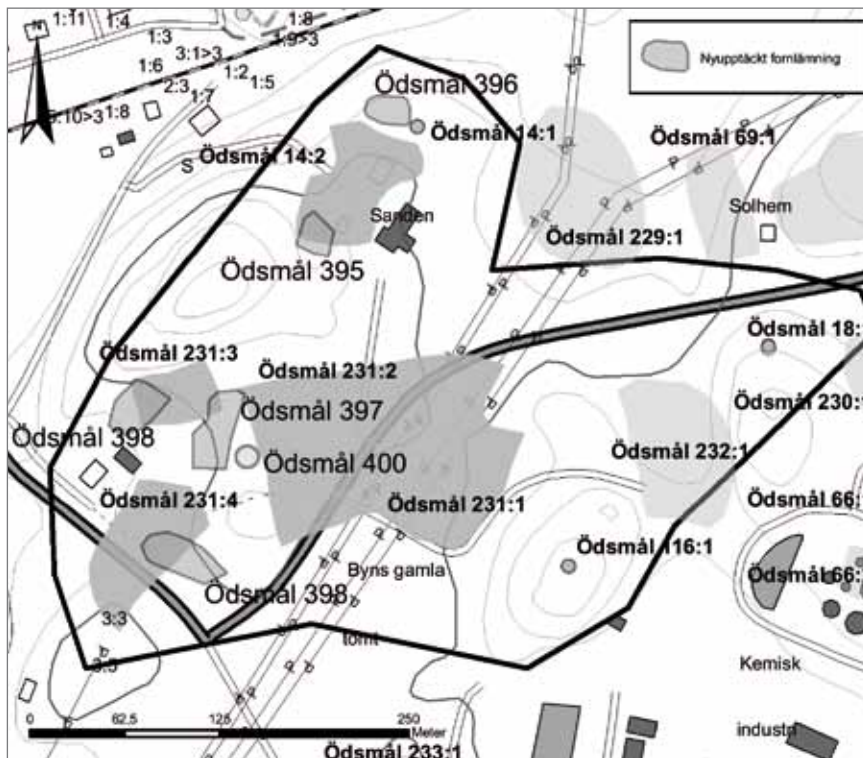 1:11
1:4
1:8
N
1:3
1:9>3
3:1>3
Nyupptäckt fornlämning
1:6
1:2
2:3
1:5
1:7
Ödsmål 396
:10>3
1:8
Ödsmål 14:1
Ödsmål 69:1
Ödsmål 14:2
S
Solhem
Sanden
Ödsmål 229:1
Ödsmål 395
Ödsmål 18:
Ödsmål 231:3
Ödsmål 231:2
Ödsmål 230:
Ödsmål 397
Ödsmål 398
Ödsmål 232:1
Ödsmål 400
Ödsmål 231:4
Ödsmål 231:1
Ödsmål 66:
Ödsmål 116:1
Byns gamla
Ödsmål 66:
Ödsmål 398
3:3
tomt
3:5
Kemisk
0
62.5
125
250
Meter
industri
Ödsmål 233:1